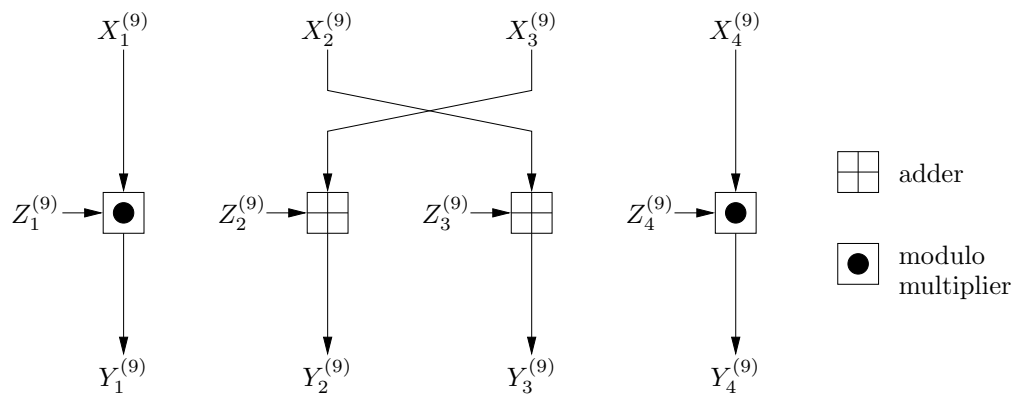 X_1^{(9)} X_2^{(9)} X_3^{(9)} X_4^{(9)}
adder
Z_1^{(9)} Z_2^{(9)} Z_3^{(9)} Z_4^{(9)}
modulo
multiplier
Y_1^{(9)} Y_2^{(9)} Y_3^{(9)} Y_4^{(9)}